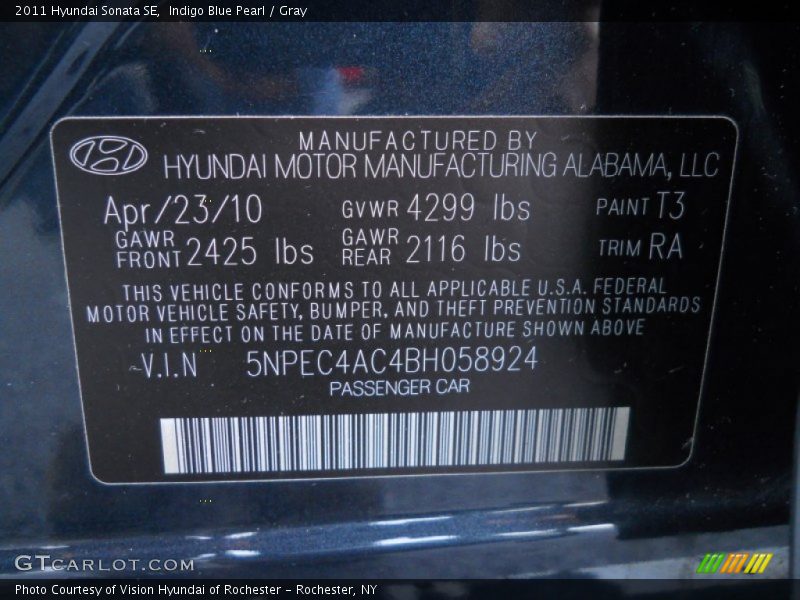 2011 Hyundai Sonata SE, Indigo Blue Pearl / Gray
MANUFACTURED BY
HYUNDAI MOTOR MANUFACTURING ALABAMA, LLC
Apr/23/10 GVWR 4299 lbs PAINT T3
GAWR FRONT 2425 lbs GAWR REAR 2116 lbs TRIM RA
THIS VEHICLE CONFORMS TO ALL APPLICABLE U.S.A. FEDERAL
MOTOR VEHICLE SAFETY, BUMPER, AND THEFT PREVENTION STANDARDS
IN EFFECT ON THE DATE OF MANUFACTURE SHOWN ABOVE
V.I.N 5NPEC4AC4BH058924
PASSENGER CAR
GTCARLOT.COM
Photo Courtesy of Vision Hyundai of Rochester – Rochester, NY